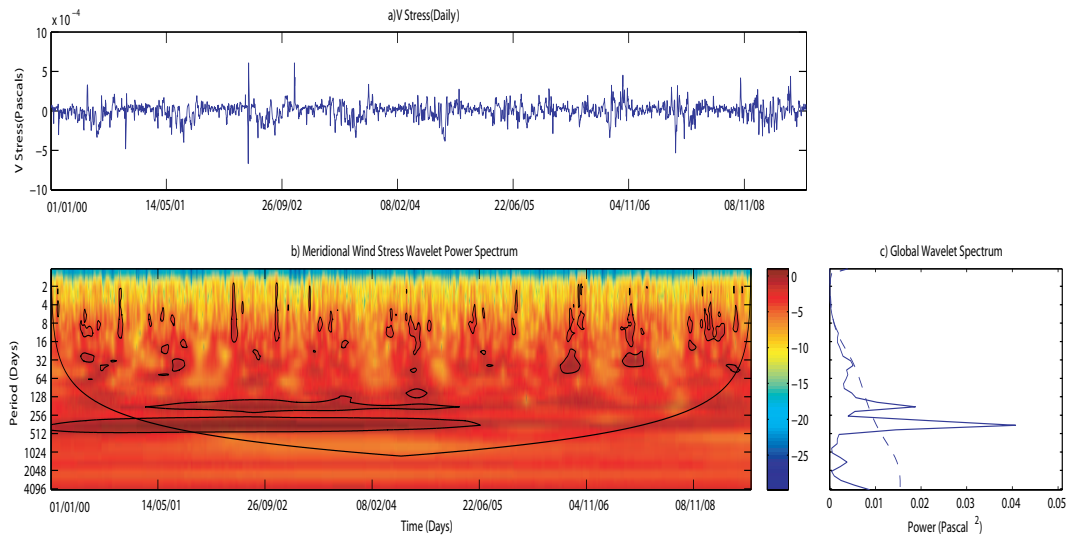 a)V Stress(Daily)
x 10⁻⁴
V Stress(Pascals)
10
5
0
−5
−10
01/01/00 14/05/01 26/09/02 08/02/04 22/06/05 04/11/06 08/11/08
b) Meridional Wind Stress Wavelet Power Spectrum
Period (Days)
2
4
8
16
32
64
128
256
512
1024
2048
4096
01/01/00 14/05/01 26/09/02 08/02/04 22/06/05 04/11/06 08/11/08
Time (Days)
0
−5
−10
−15
−20
−25
c) Global Wavelet Spectrum
0 0.01 0.02 0.03 0.04 0.05
Power (Pascal ²)